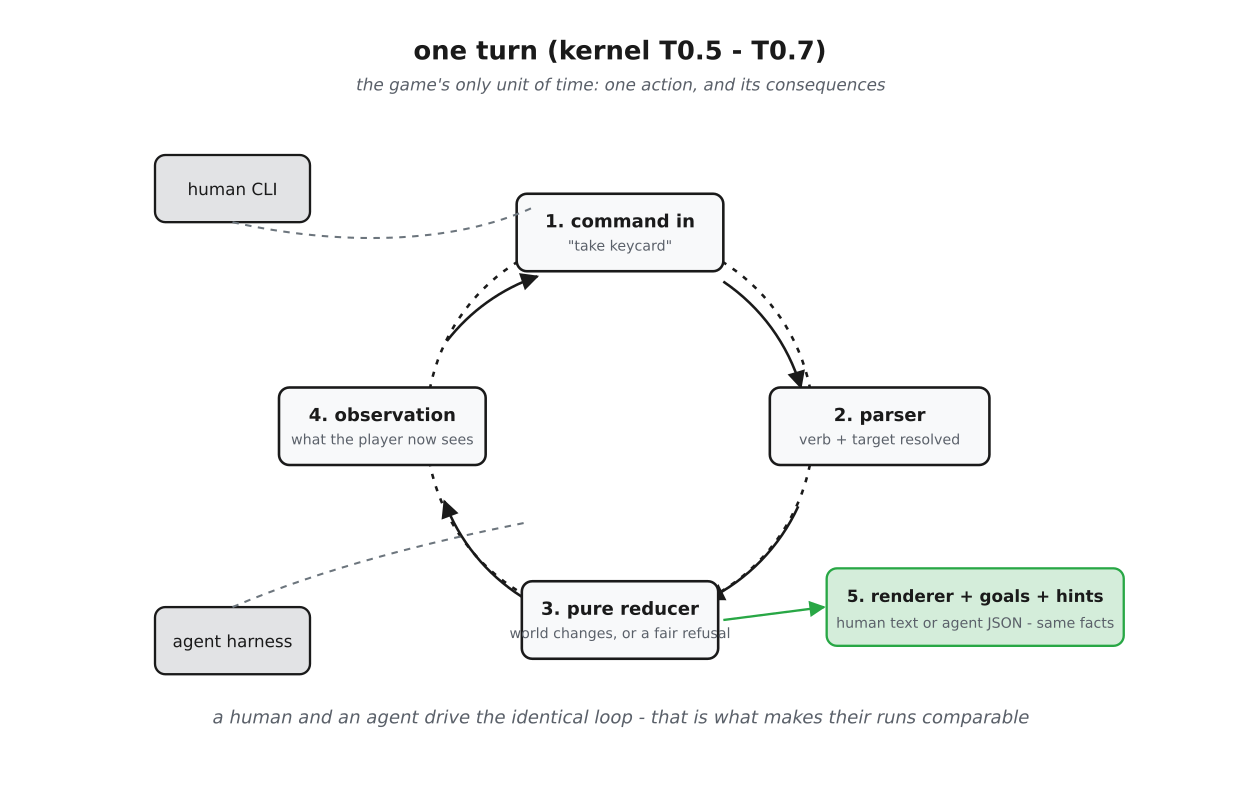 one turn (kernel T0.5 - T0.7)
the game's only unit of time: one action, and its consequences
human CLI
1. command in
"take keycard"
4. observation
what the player now sees
2. parser
verb + target resolved
3. pure reducer
world changes, or a fair refusal
5. renderer + goals + hints
human text or agent JSON - same facts
agent harness
a human and an agent drive the identical loop - that is what makes their runs comparable